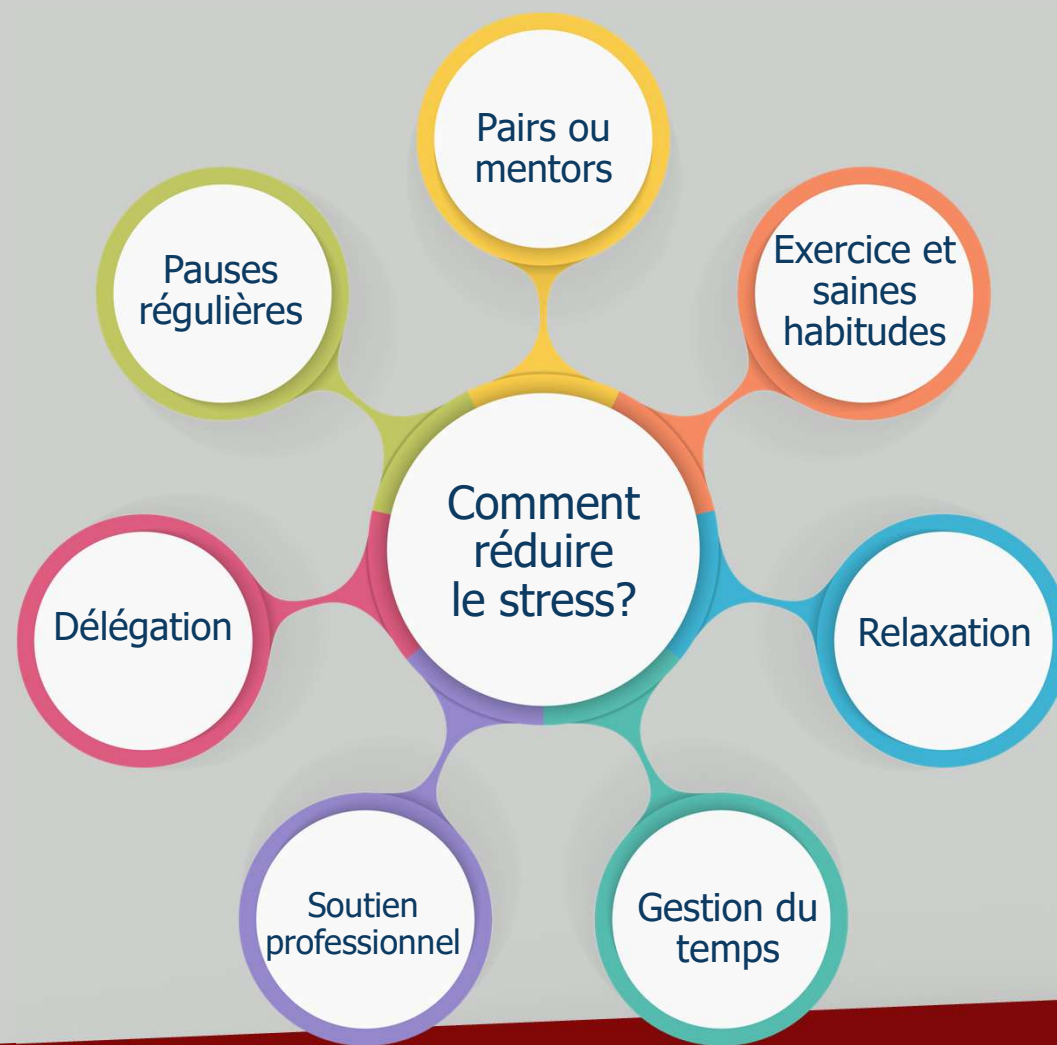 Pairs ou
mentors
Exercice et
saines
habitudes
Pauses
régulières
Comment
réduire
le stress?
Délégation
Relaxation
Soutien
professionnel
Gestion du
temps